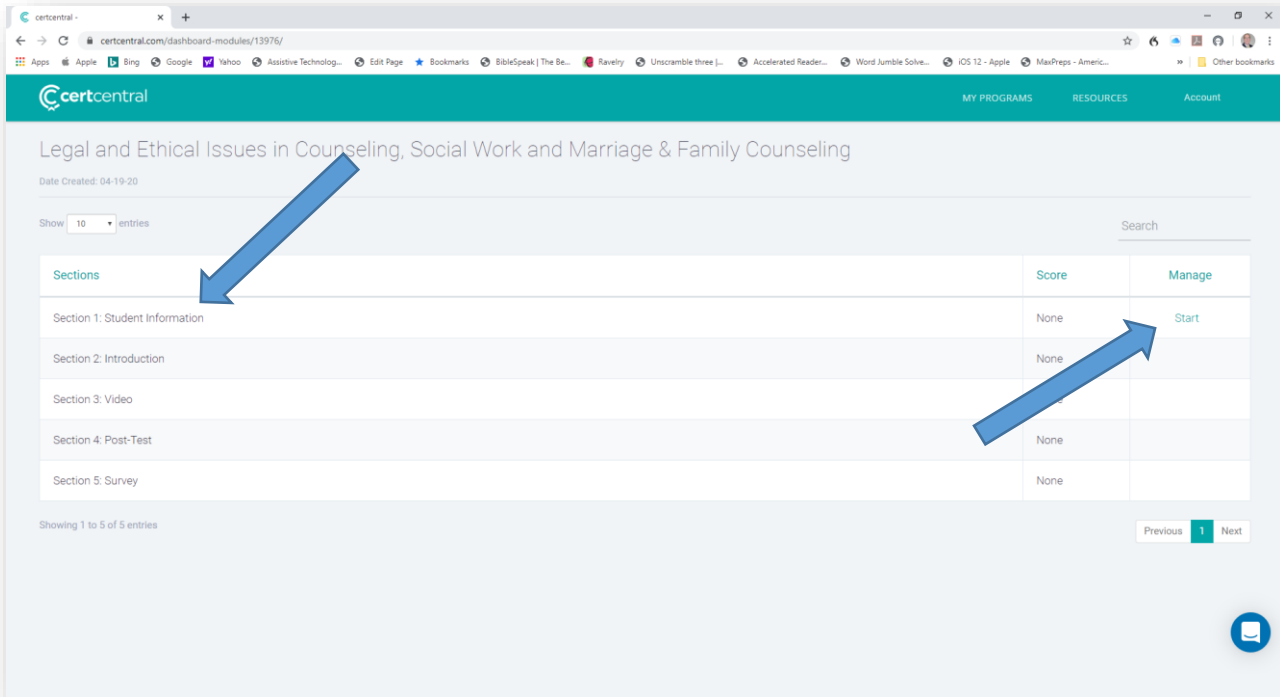 certcentral -
certcentral.com/dashboard-modules/13976/
Apps Apple Bing Google Yahoo Assistive Technolog... Edit Page Bookmarks BibleSpeak | The Be... Ravelry Unscramble three |... Accelerated Reader... Word Jumble Solve... iOS 12 - Apple MaxPreps - Americ... » Other bookmarks
certcentral MY PROGRAMS RESOURCES Account
Legal and Ethical Issues in Counseling, Social Work and Marriage & Family Counseling
Date Created: 04-19-20
Show 10 entries Search
Sections Score Manage
Section 1: Student Information None Start
Section 2: Introduction None
Section 3: Video
Section 4: Post-Test None
Section 5: Survey None
Showing 1 to 5 of 5 entries Previous 1 Next